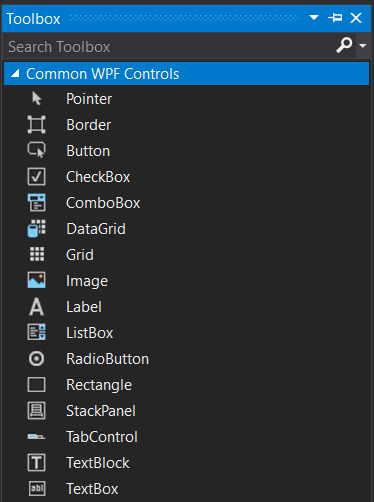 Toolbox
Search Toolbox
Common WPF Controls
Pointer
Border
Button
CheckBox
ComboBox
DataGrid
Grid
Image
A Label
ListBox
RadioButton
Rectangle
StackPanel
TabControl
T TextBlock
abl TextBox